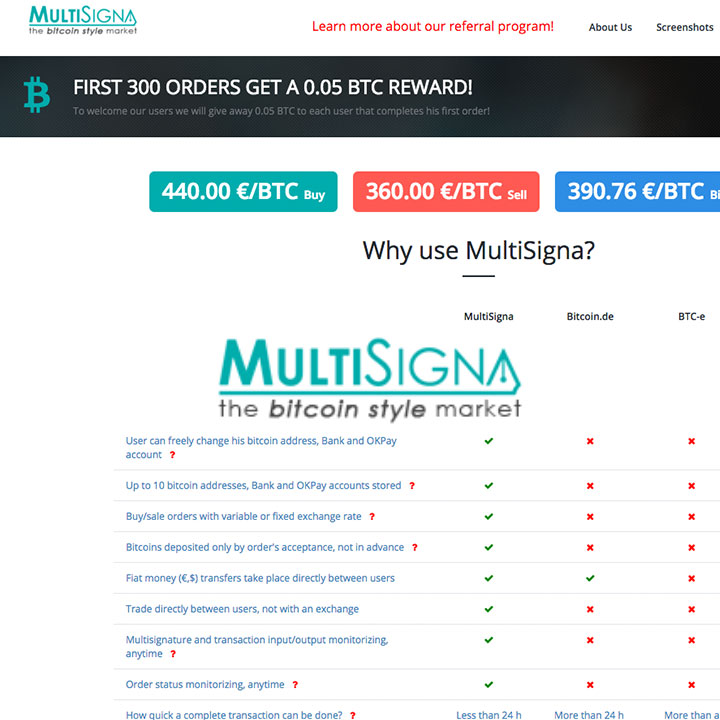 MULTISIGNA
the bitcoin style market
Learn more about our referral program!
About Us
Screenshots
FIRST 300 ORDERS GET A 0.05 BTC REWARD!
To welcome our users we will give away 0.05 BTC to each user that completes his first order!
440.00 €/BTC Buy
360.00 €/BTC Sell
390.76 €/BTC Bi
Why use MultiSigna?
MultiSigna Bitcoin.de BTC-e
MULTISIGNA
the bitcoin style market
User can freely change his bitcoin address, Bank and OKPay
account ?
Up to 10 bitcoin addresses, Bank and OKPay accounts stored ?
Buy/sale orders with variable or fixed exchange rate ?
Bitcoins deposited only by order's acceptance, not in advance ?
Fiat money (€,$) transfers take place directly between users
Trade directly between users, not with an exchange
Multisignature and transaction input/output monitorizing,
anytime ?
Order status monitorizing, anytime ?
How quick a complete transaction can be done? ? Less than 24 h More than 24 h More than a